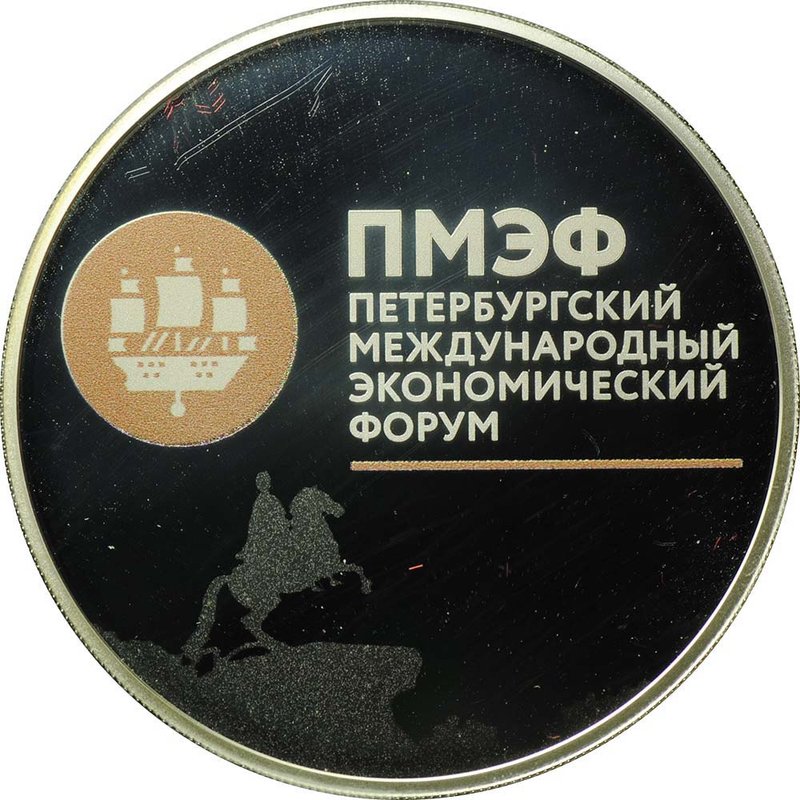 ПМЭФ
ПЕТЕРБУРГСКИЙ
МЕЖДУНАРОДНЫЙ
ЭКОНОМИЧЕСКИЙ
ФОРУМ